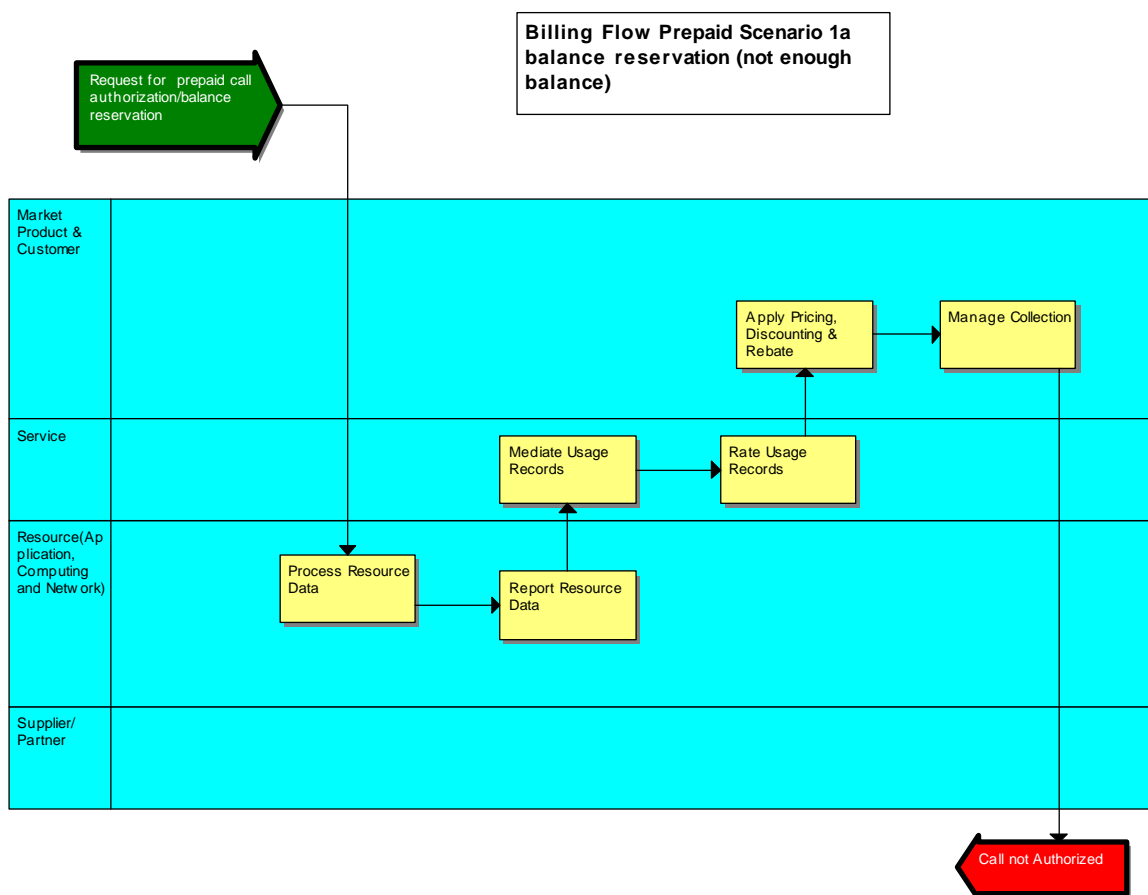 Billing Flow Prepaid Scenario 1a
balance reservation (not enough
balance)
Request for prepaid call
authorization/balance
reservation
Market
Product &
Customer
Apply Pricing,
Discounting &
Rebate
Manage Collection
Service
Mediate Usage
Records
Rate Usage
Records
Resource(Ap
plication,
Computing
and Network)
Process Resource
Data
Report Resource
Data
Supplier/
Partner
Call not Authorized